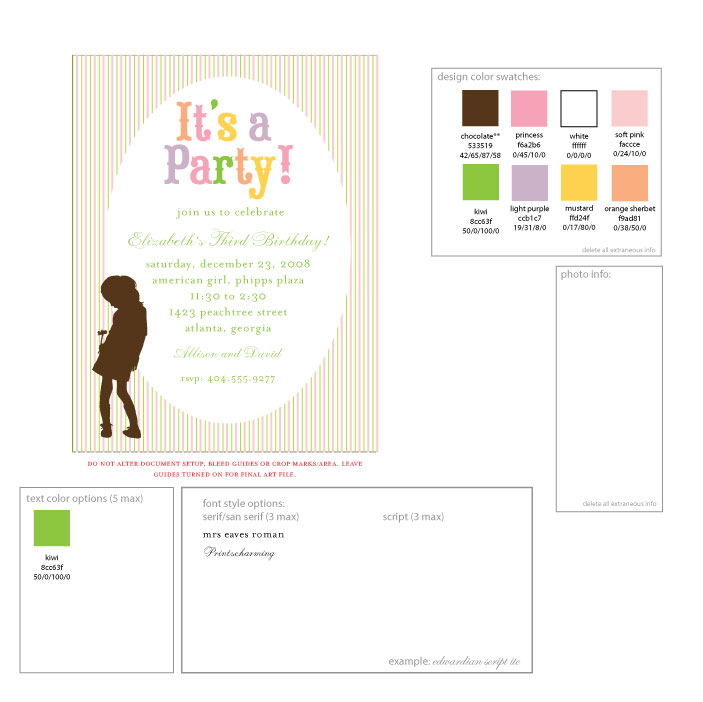 It's a
Party!
join us to celebrate
Elizabeth's Third Birthday!
saturday, december 23, 2008
american girl, phipps plaza
11:30 to 2:30
1423 peachtree street
atlanta, georgia
Allison and David
rsvp: 404-555-9277
DO NOT ALTER DOCUMENT SETUP, BLEED GUIDES OR CROP MARKS/AREA. LEAVE
GUIDES TURNED ON FOR FINAL ART FILE.
design color swatches:
chocolate**
533519
42/65/87/58
princess
f6a2b6
0/45/10/0
white
ffffff
0/0/0/0
soft pink
faccce
0/24/10/0
kiwi
8cc63f
50/0/100/0
light purple
ccb1c7
19/31/8/0
mustard
ffd24f
0/17/80/0
orange sherbet
f9ad81
0/38/50/0
delete all extraneous info
photo info:
delete all extraneous info
text color options (5 max)
kiwi
8cc63f
50/0/100/0
font style options:
serif/san serif (3 max)
script (3 max)
mrs eaves roman
Printscharming
example: edwardian script itc